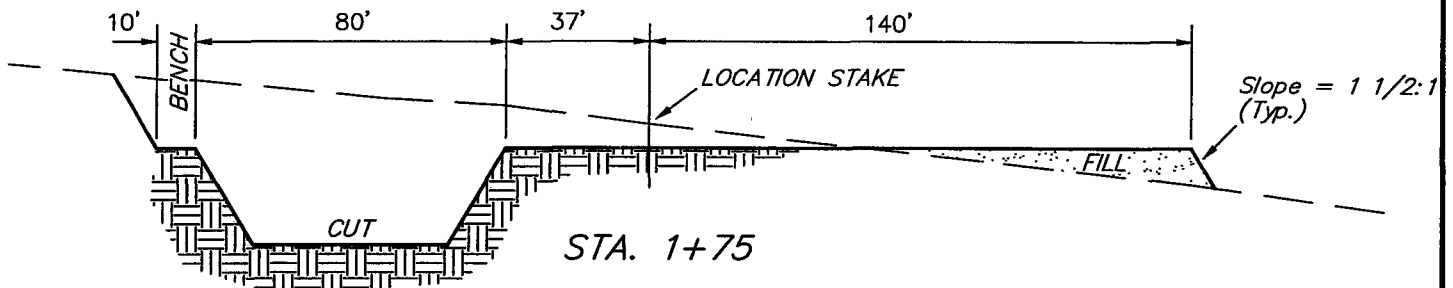 10' 80' 37' 140'
BENCH
LOCATION STAKE
Slope = 1 1/2:1
(Typ.)
FILL
CUT
STA. 1+75